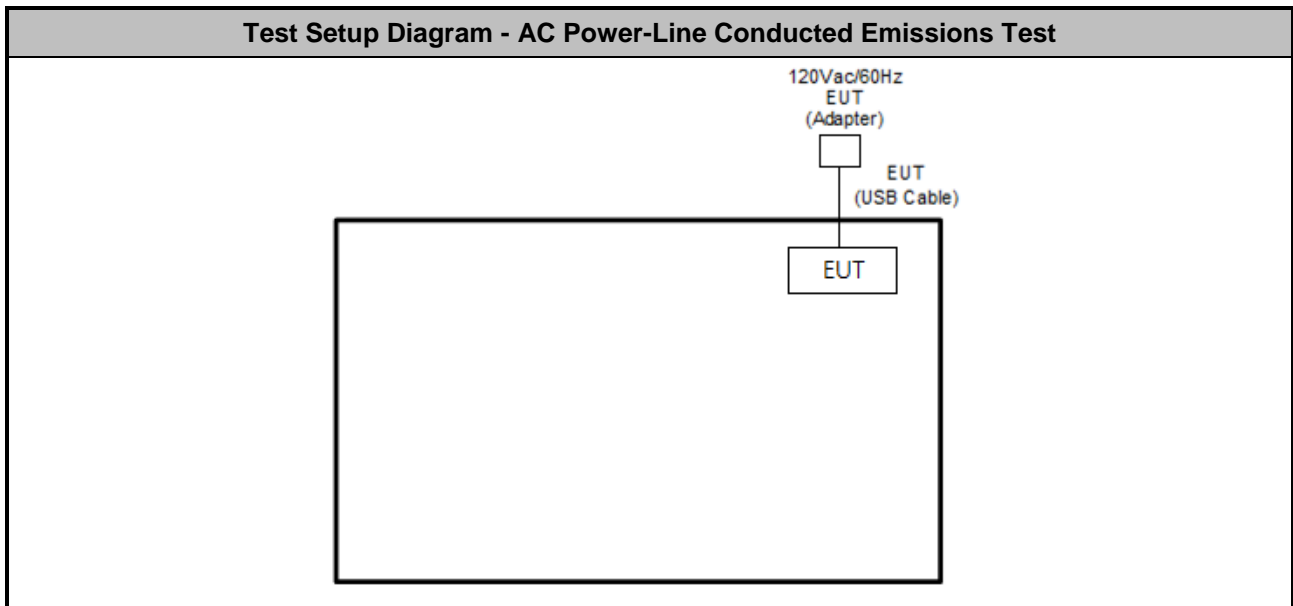 Test Setup Diagram - AC Power-Line Conducted Emissions Test
120Vac/60Hz
EUT
(Adapter)
EUT
(USB Cable)
EUT